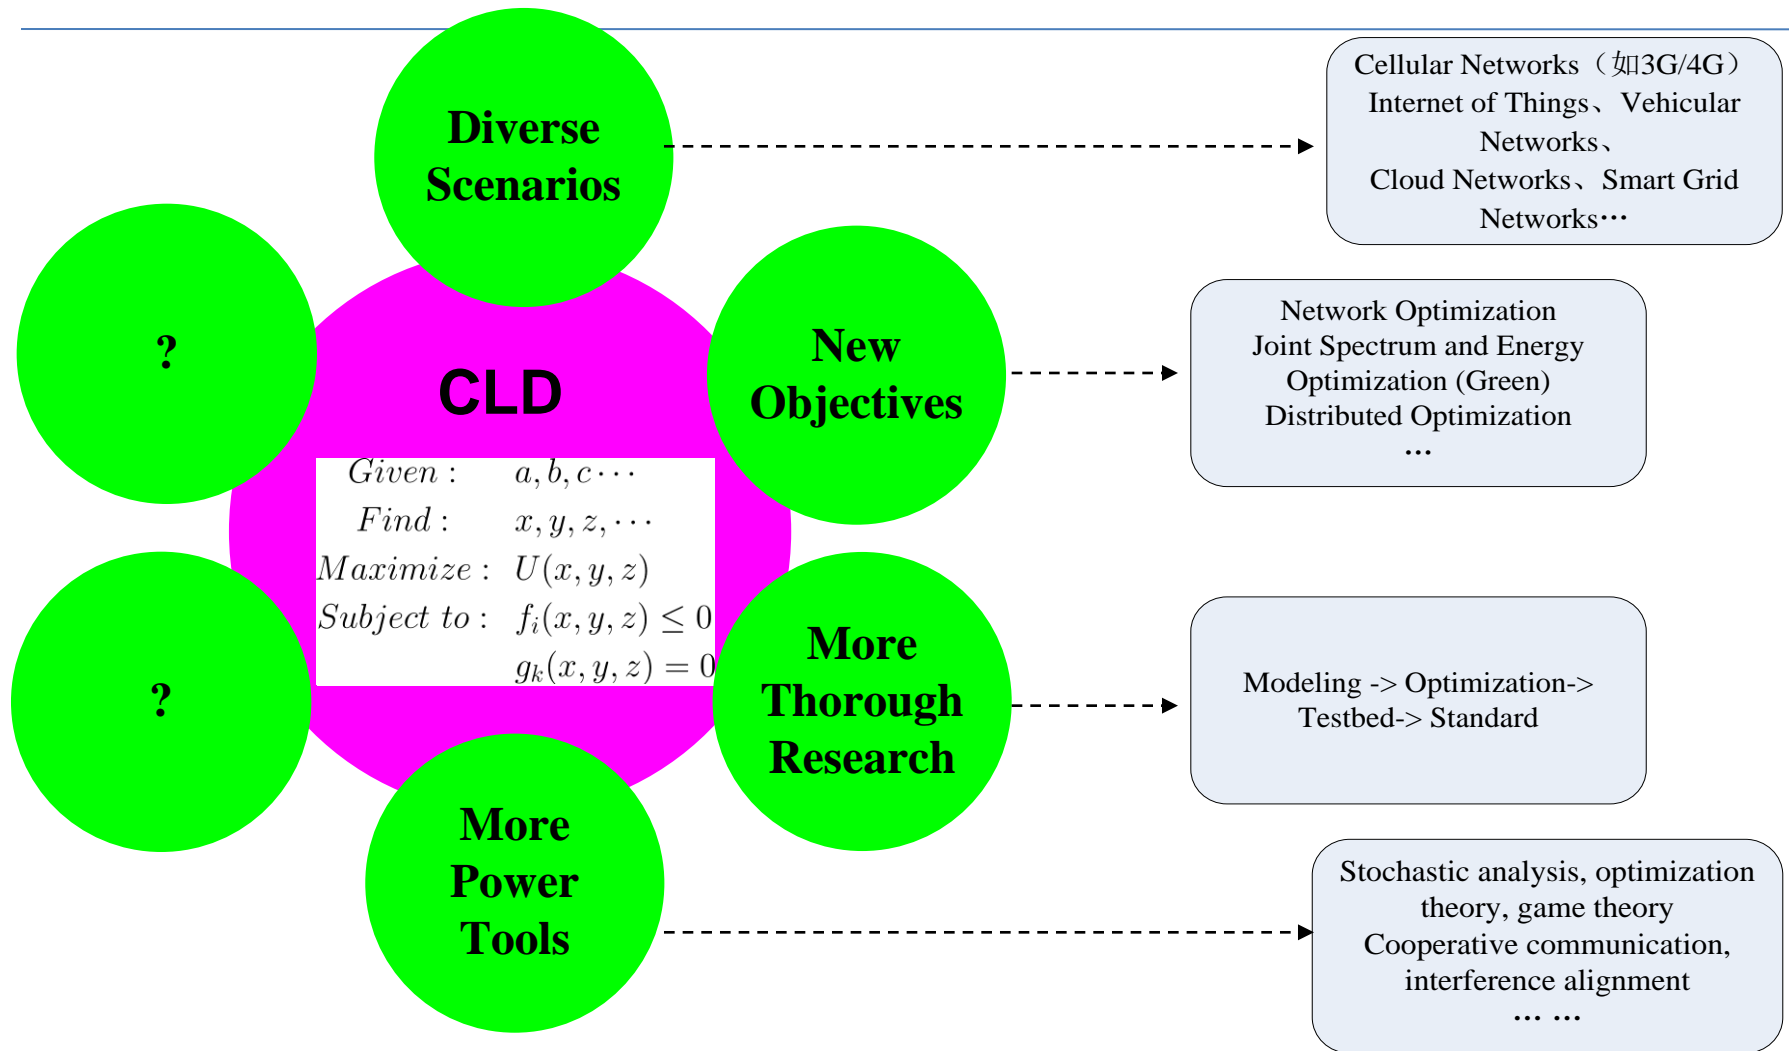 Diverse
Scenarios
Cellular Networks（如3G/4G）
Internet of Things、Vehicular
Networks、
Cloud Networks、Smart Grid
Networks…
?
CLD
New
Objectives
Network Optimization
Joint Spectrum and Energy
Optimization (Green)
Distributed Optimization
…
Given : a, b, c ⋯
Find : x, y, z, ⋯
Maximize : U(x, y, z)
Subject to : f_i(x, y, z) ≤ 0
g_k(x, y, z) = 0
?
More
Thorough
Research
Modeling -> Optimization->
Testbed-> Standard
More
Power
Tools
Stochastic analysis, optimization
theory, game theory
Cooperative communication,
interference alignment
… …